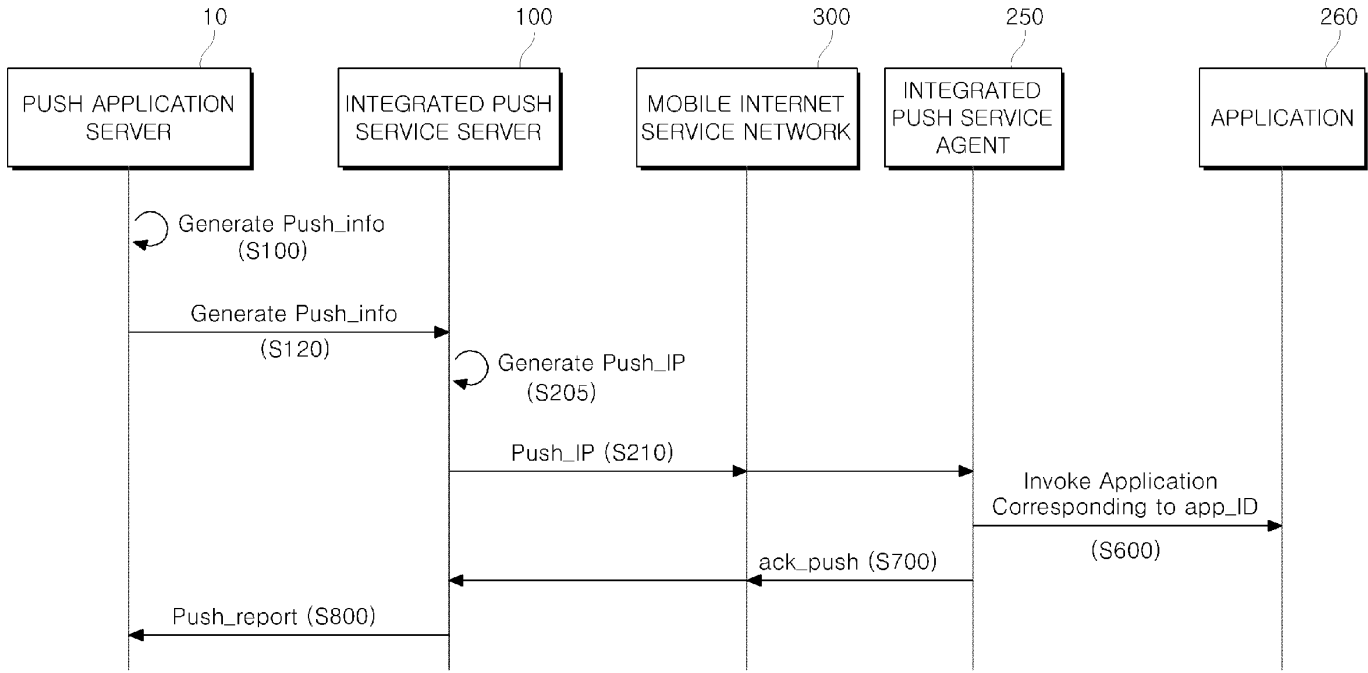 10
100
300
250
260
PUSH APPLICATION
SERVER
INTEGRATED PUSH
SERVICE SERVER
MOBILE INTERNET
SERVICE NETWORK
INTEGRATED
PUSH SERVICE
AGENT
APPLICATION
Generate Push_info
(S100)
Generate Push_info
(S120)
Generate Push_IP
(S205)
Push_IP (S210)
Invoke Application
Corresponding to app_ID
(S600)
ack_push (S700)
Push_report (S800)